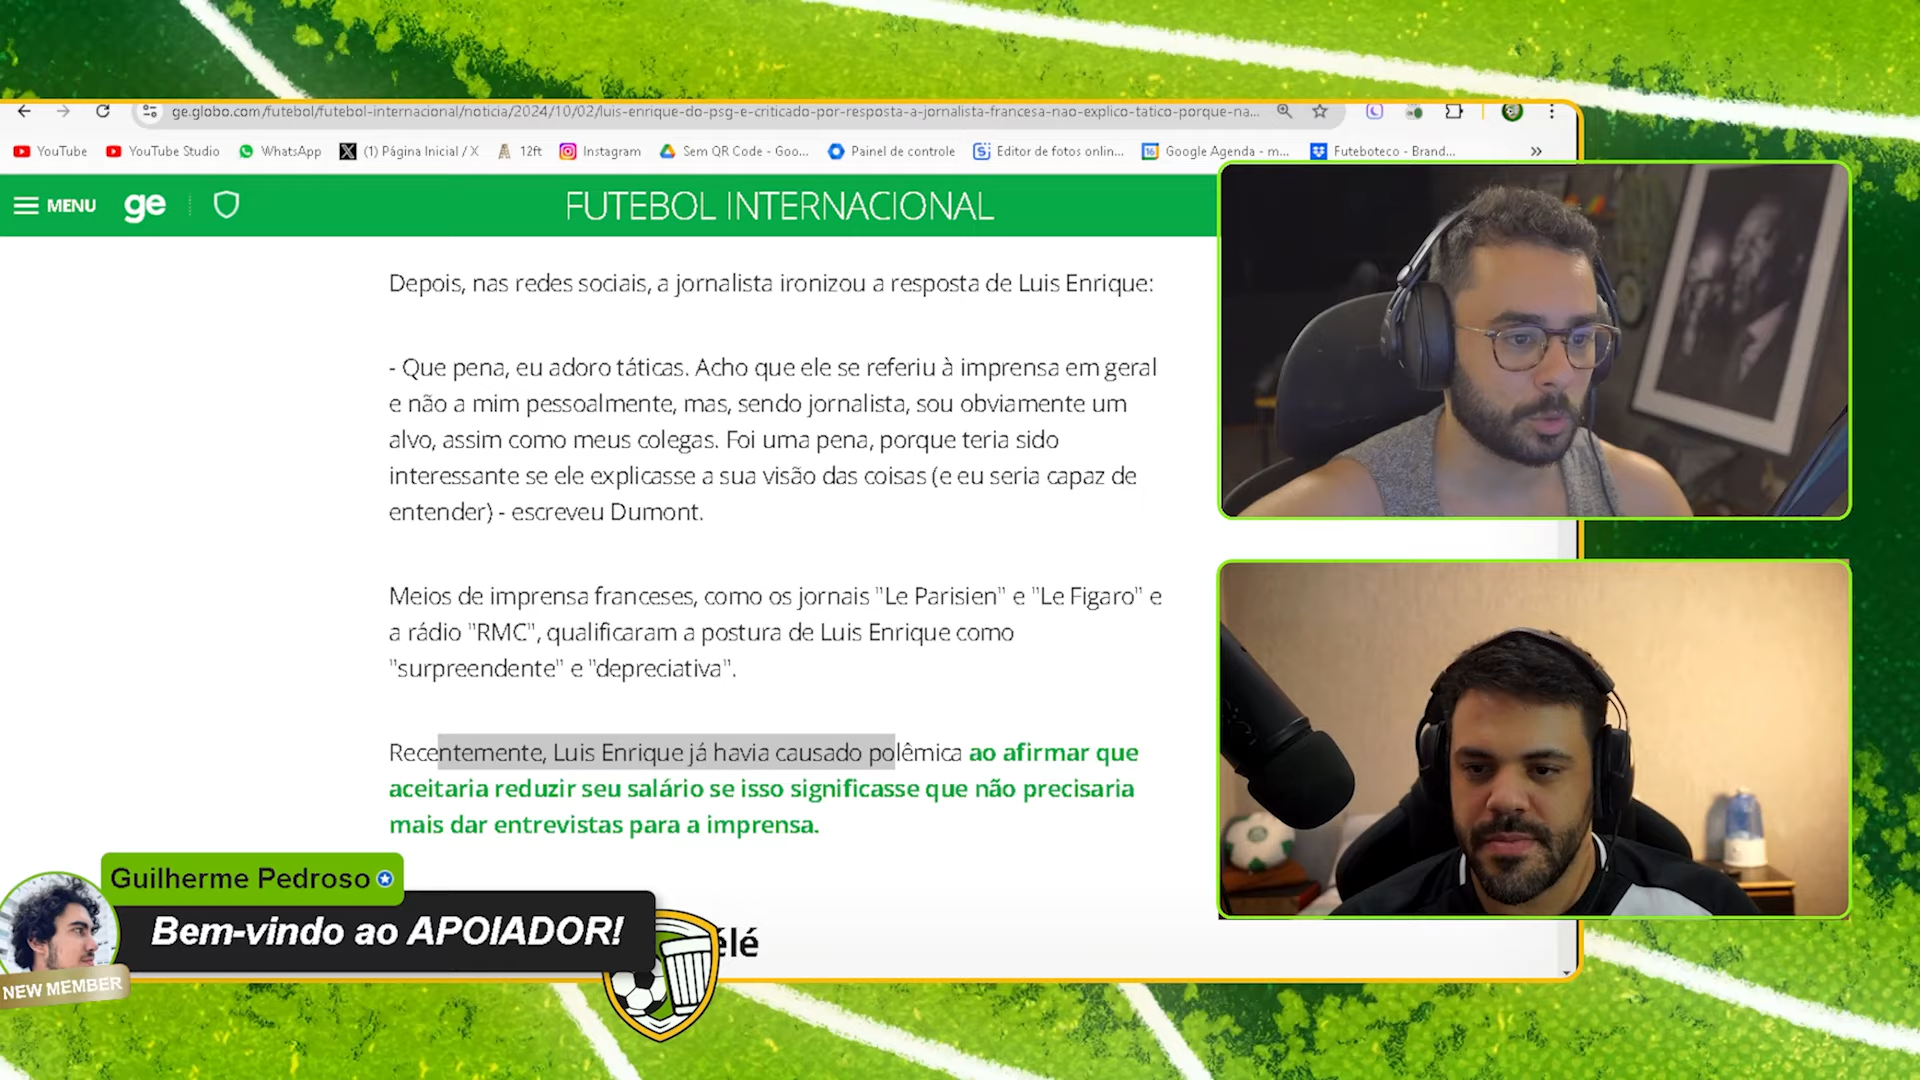 ge.globo.com/futebol/futebol-internacional/noticia/2024/10/02/luis-enrique-do-psg-e-criticado-por-resposta-a-jornalista-francesa-nao-explico-tatico-porque-na...
YouTube YouTube Studio WhatsApp (1) Página Inicial / X 12ft Instagram Sem QR Code - Goo... Painel de controle Editor de fotos onlin... Google Agenda - m... Futeboteco - Brand... »
MENU ge FUTEBOL INTERNACIONAL
Depois, nas redes sociais, a jornalista ironizou a resposta de Luis Enrique:
- Que pena, eu adoro táticas. Acho que ele se referiu à imprensa em geral
e não a mim pessoalmente, mas, sendo jornalista, sou obviamente um
alvo, assim como meus colegas. Foi uma pena, porque teria sido
interessante se ele explicasse a sua visão das coisas (e eu seria capaz de
entender) - escreveu Dumont.
Meios de imprensa franceses, como os jornais "Le Parisien" e "Le Figaro" e
a rádio "RMC", qualificaram a postura de Luis Enrique como
"surpreendente" e "depreciativa".
Recentemente, Luis Enrique já havia causado polêmica ao afirmar que
aceitaria reduzir seu salário se isso significasse que não precisaria
mais dar entrevistas para a imprensa.
Guilherme Pedroso
Bem-vindo ao APOIADOR!
NEW MEMBER
élé